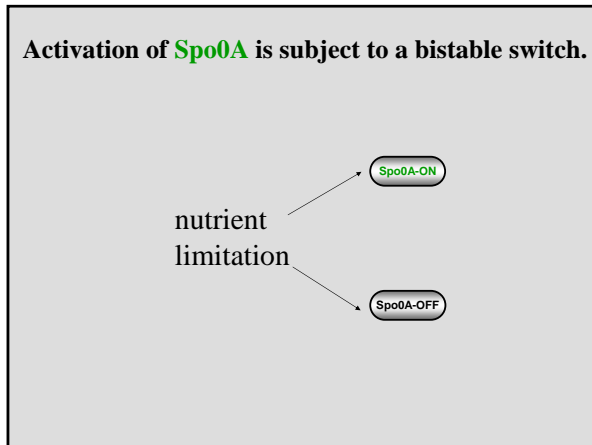 Activation of Spo0A is subject to a bistable switch.
Spo0A-ON
nutrient
limitation
Spo0A-OFF